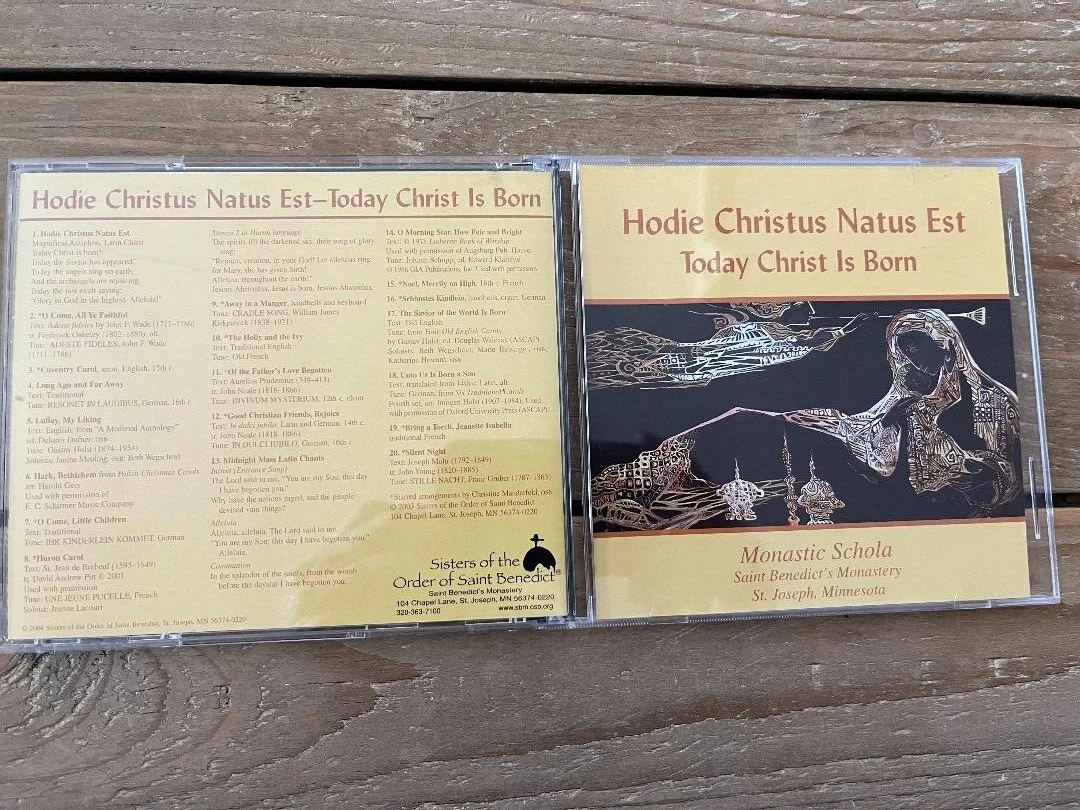 Hodie Christus Natus Est–Today Christ Is Born
1. Hodie Christus Natus Est
Magnificat Antiphon, Latin Chant
Today Christ is born!
Today the Savior has appeared.
Today the angels sing on earth,
And the archangels are rejoicing.
Today the just exult saying:
"Glory to God in the highest. Alleluia!"
2. *O Come, All Ye Faithful
Text: Adeste fideles by John F. Wade (1711–1786)
tr. Frederick Oakeley (1802–1880), alt.
Tune: ADESTE FIDELES, John F. Wade
(1711–1786)
3. *Coventry Carol, anon. English, 15th c
4. Long Ago and Far Away
Text: Traditional
Tune: RESONET IN LAUDIBUS, German, 16th c
5. Lullay, My Liking
Text: English, from "A Medieval Anthology"
ed. Delores Dufner, OSB
Tune: Gustav Holst (1874–1934)
Soloists: Janine Mettling, OSB; Beth Wegscheid
6. Hark, Bethlehem from Polish Christmas Carols
arr. Harold Geer
Used with permission of
E. C. Schirmer Music Company
7. *O Come, Little Children
Text: Traditional
Tune: IHR KINDERLEIN KOMMET, German
8. *Huron Carol
Text: St. Jean de Brebeuf (1593–1649)
tr. David Andrew Pitt © 2001
Used with permission
Tune: UNE JEUNE PUCELLE, French
Soloist: Jeanne Lacourt
© 2004 Sisters of the Order of Saint Benedict, St. Joseph, MN 56374-0220
Stanza 2 in Huron language
The spirits fill the darkened sky, their song of glory
sing:
"Rejoice, creation, in your God! Let alleluias ring,
for Mary, she has given birth!
Alleluia, throughout the earth!"
Jesous Ahatonhia, Jesus is born, Jesous Ahatonhia.
9. *Away in a Manger, handbells and keyboard
Tune: CRADLE SONG, William James
Kirkpatrick (1838–1921)
10. *The Holly and the Ivy
Text: Traditional English
Tune: Old French
11. *Of the Father's Love Begotten
Text: Aurelius Prudentius (348–413)
tr. John Neale (1818–1866)
Tune: DIVINUM MYSTERIUM, 12th c. chant
12. *Good Christian Friends, Rejoice
Text: In dulci jubilo, Latin and German, 14th c.
tr. John Neale (1818–1866)
Tune: IN DULCI JUBILO, German, 16th c
13. Midnight Mass Latin Chants
Introit (Entrance Song)
The Lord said to me, "You are my Son; this day
I have begotten you."
Why have the nations raged, and the people
devised vain things?
Alleluia
Alleluia, alleluia. The Lord said to me,
"You are my Son; this day I have begotten you."
Alleluia.
Communion
In the splendor of the saints, from the womb
before the daystar I have begotten you.
14. O Morning Star, How Fair and Bright
Text: © 1978 Lutheran Book of Worship
Used with permission of Augsburg Pub. House
Tune: Johann Schopp, ed. Edward Klammer
© 1986 GIA Publications, Inc. Used with permission.
15. *Noel, Merrily on High, 16th c. French
16. *Schönstes Kindlein, handbells, organ, German
17. The Savior of the World Is Born
Text: Old English
Tune: from Four Old English Carols
by Gustav Holst, ed. Douglas (ASCAP)
Soloists: Beth Wegscheid; OSB,
Katherine Howard, OSB
18. Unto Us Is Born a Son
Text: translated from 14th c. Latin, alt.
Tune: German, from Six Traditional Carols
Fourth set, arr. Imogen Holst (1907–1984). Used
with permission of Oxford University Press (ASCAP).
19. *Bring a Torch, Jeanette Isabella
traditional French
20. *Silent Night
Text: Joseph Mohr (1792–1849)
tr. John Young (1820–1885)
Tune: STILLE NACHT, Franz Gruber (1787–1863)
*Starred arrangements by Christine Manderfeld, OSB
© 2003 Sisters of the Order of Saint Benedict
104 Chapel Lane, St. Joseph, MN 56374
Sisters of the
Order of Saint Benedict®
Saint Benedict's Monastery
104 Chapel Lane, St. Joseph, MN 56374-0220
320-363-7100 www.sbm.osb.org
Hodie Christus Natus Est
Today Christ Is Born
Monastic Schola
Saint Benedict's Monastery
St. Joseph, Minnesota